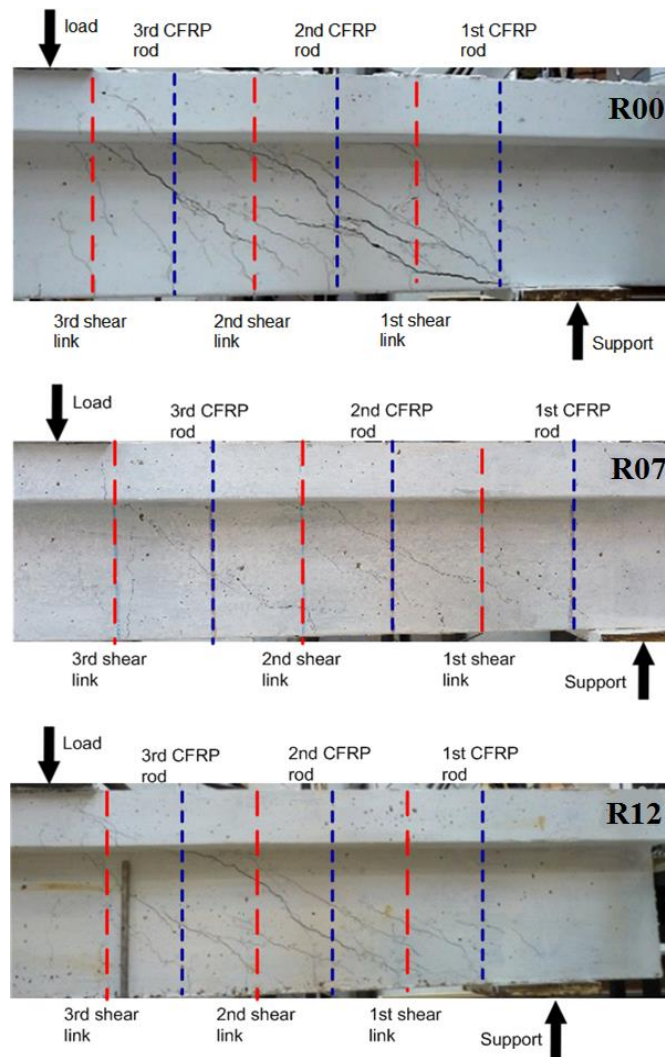 load
3rd CFRP
rod
2nd CFRP
rod
1st CFRP
rod
R00
3rd shear
link
2nd shear
link
1st shear
link
Support
Load
3rd CFRP
rod
2nd CFRP
rod
1st CFRP
rod
R07
3rd shear
link
2nd shear
link
1st shear
link
Support
Load
3rd CFRP
rod
2nd CFRP
rod
1st CFRP
rod
R12
3rd shear
link
2nd shear
link
1st shear
link
Support